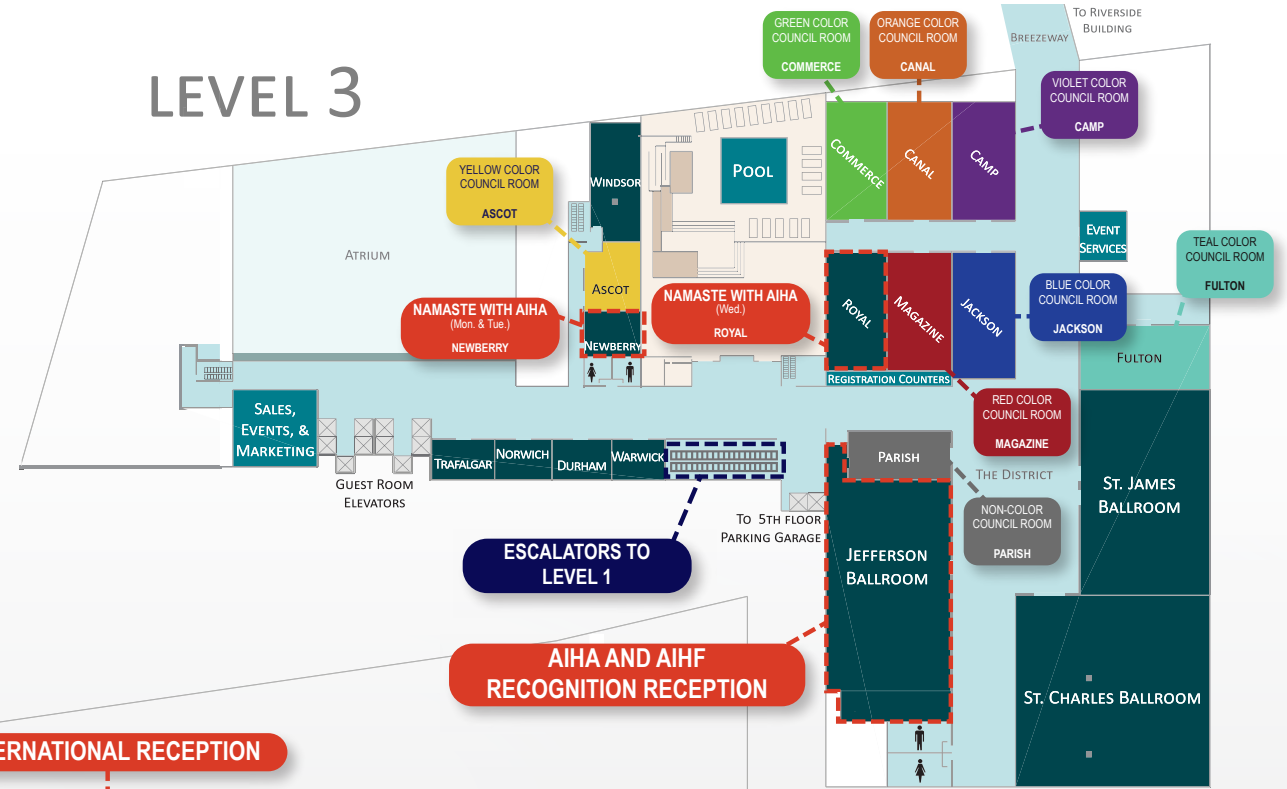 LEVEL 3
GREEN COLOR
COUNCIL ROOM
COMMERCE
ORANGE COLOR
COUNCIL ROOM
CANAL
TO RIVERSIDE
BUILDING
BREEZEWAY
VIOLET COLOR
COUNCIL ROOM
CAMP
YELLOW COLOR
COUNCIL ROOM
ASCOT
WINDSOR
POOL
COMMERCE
CANAL
CAMP
EVENT
SERVICES
TEAL COLOR
COUNCIL ROOM
FULTON
ATRIUM
ASCOT
NAMASTE WITH AIHA
(Mon. & Tue.)
NEWBERRY
NEWBERRY
NAMASTE WITH AIHA
(Wed.)
ROYAL
ROYAL
MAGAZINE
JACKSON
BLUE COLOR
COUNCIL ROOM
JACKSON
FULTON
REGISTRATION COUNTERS
RED COLOR
COUNCIL ROOM
MAGAZINE
SALES,
EVENTS, &
MARKETING
GUEST ROOM
ELEVATORS
TRAFALGAR
NORWICH
DURHAM
WARWICK
PARISH
THE DISTRICT
ST. JAMES
BALLROOM
NON-COLOR
COUNCIL ROOM
PARISH
TO 5TH FLOOR
PARKING GARAGE
ESCALATORS TO
LEVEL 1
JEFFERSON
BALLROOM
AIHA AND AIHF
RECOGNITION RECEPTION
ST. CHARLES BALLROOM
ERNATIONAL RECEPTION